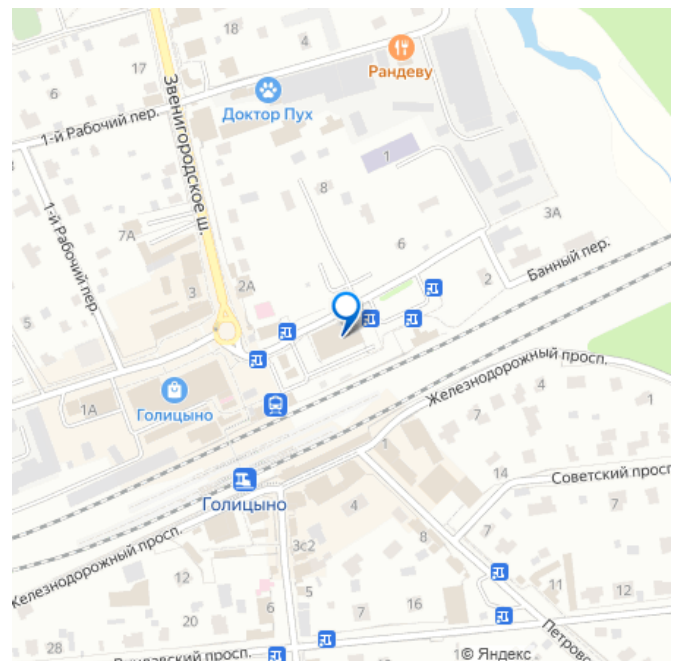 18
4
Рандеву
17
6
Доктор Пух
1-й Рабочий пер.
Звенигородское ш.
1
8
1-й Рабочий пер.
3А
7А
6
Банный пер.
2А
2
3
5
Железнодорожный просп.
4
1А
Голицыно
7
1
1
14
Советский просп
Голицыно
4
7
7
Железнодорожный просп.
3с2
12
5
11
12
6
7
16
20
Петрово
28
просп.
© Яндекс